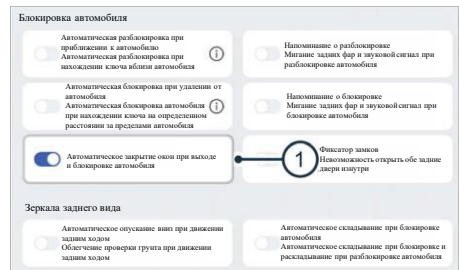 Блокировка автомобиля
Автоматическая разблокировка при
приближении к автомобилю
Автоматическая разблокировка при
нахождении ключа вблизи автомобиля
Напоминание о разблокировке
Мигание задних фар и звуковой сигнал при
разблокировке автомобиля
Автоматическая блокировка при удалении от
автомобиля
Автоматическая блокировка автомобиля
при нахождении ключа на определенном
расстоянии за пределами автомобиля
Напоминание о блокировке
Мигание задних фар и звуковой сигнал при
блокировке автомобиля
Автоматическое закрытие окон при выходе
и блокировке автомобиля
1
Фиксатор замков
Невозможность открыть обе задние
двери изнутри
Зеркала заднего вида
Автоматическое опускание вниз при движении
задним ходом
Облегчение проверки грунта при движении
задним ходом
Автоматическое складывание при блокировке
автомобиля
Автоматическое складывание при блокировке и
раскладывание при разблокировке автомобиля